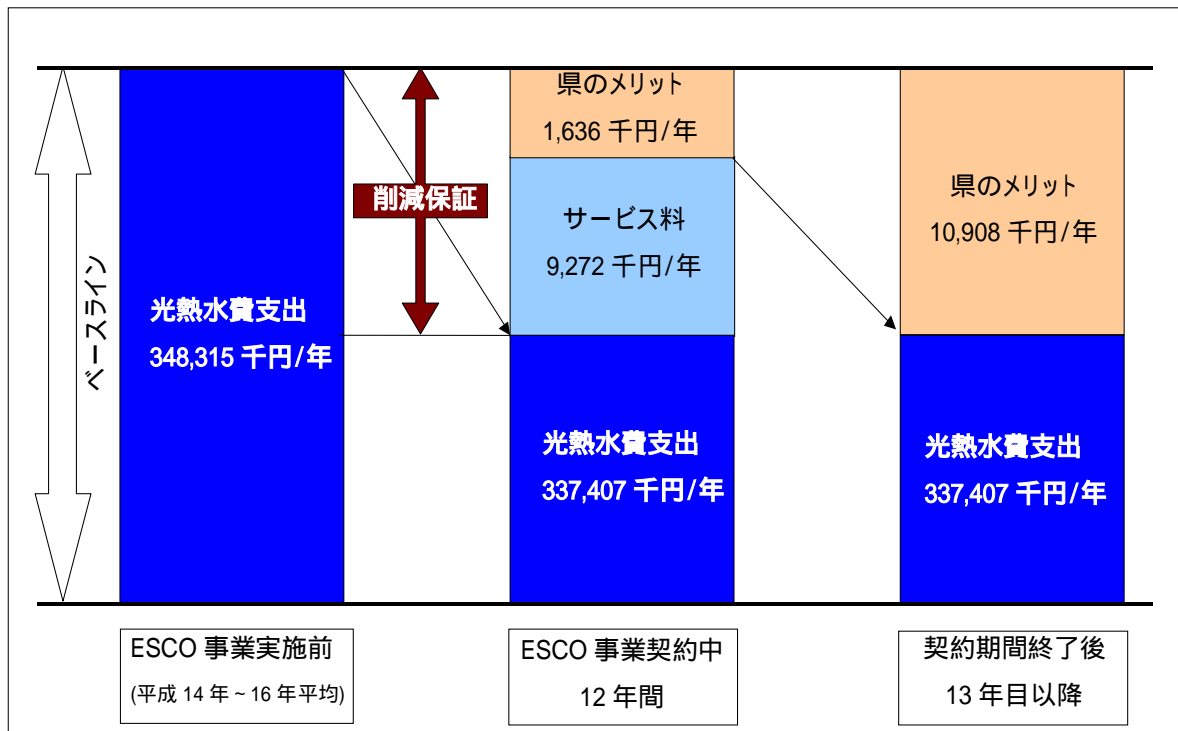 ベースライン
光熱水費支出
348,315 千円/年
削減保証
県のメリット
1,636 千円/年
サービス料
9,272 千円/年
光熱水費支出
337,407 千円/年
県のメリット
10,908 千円/年
光熱水費支出
337,407 千円/年
ESCO 事業実施前
(平成 14 年 ~ 16 年平均)
ESCO 事業契約中
12 年間
契約期間終了後
13 年目以降